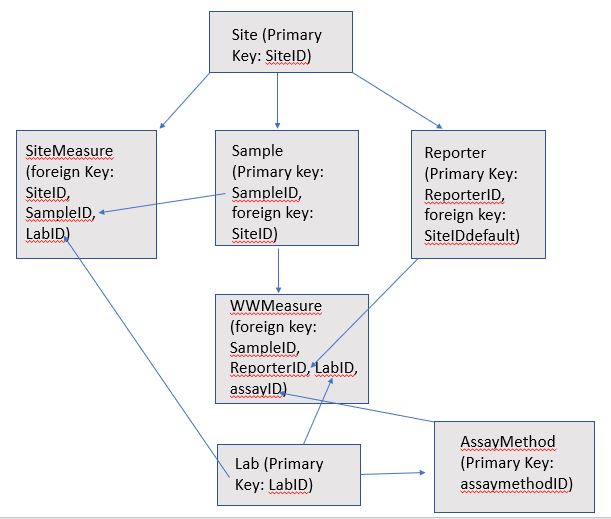 Site (Primary
Key: SiteID)
SiteMeasure
(foreign Key:
SiteID,
SampleID,
LabID)
Sample
(Primary key:
SampleID,
foreign key:
SiteID)
Reporter
(Primary Key:
ReporterID,
foreign key:
SiteIDdefault)
WWMeasure
(foreign key:
SampleID,
ReporterID, LabID,
assayID)
Lab (Primary
Key: LabID)
AssayMethod
(Primary Key:
assaymethodID)